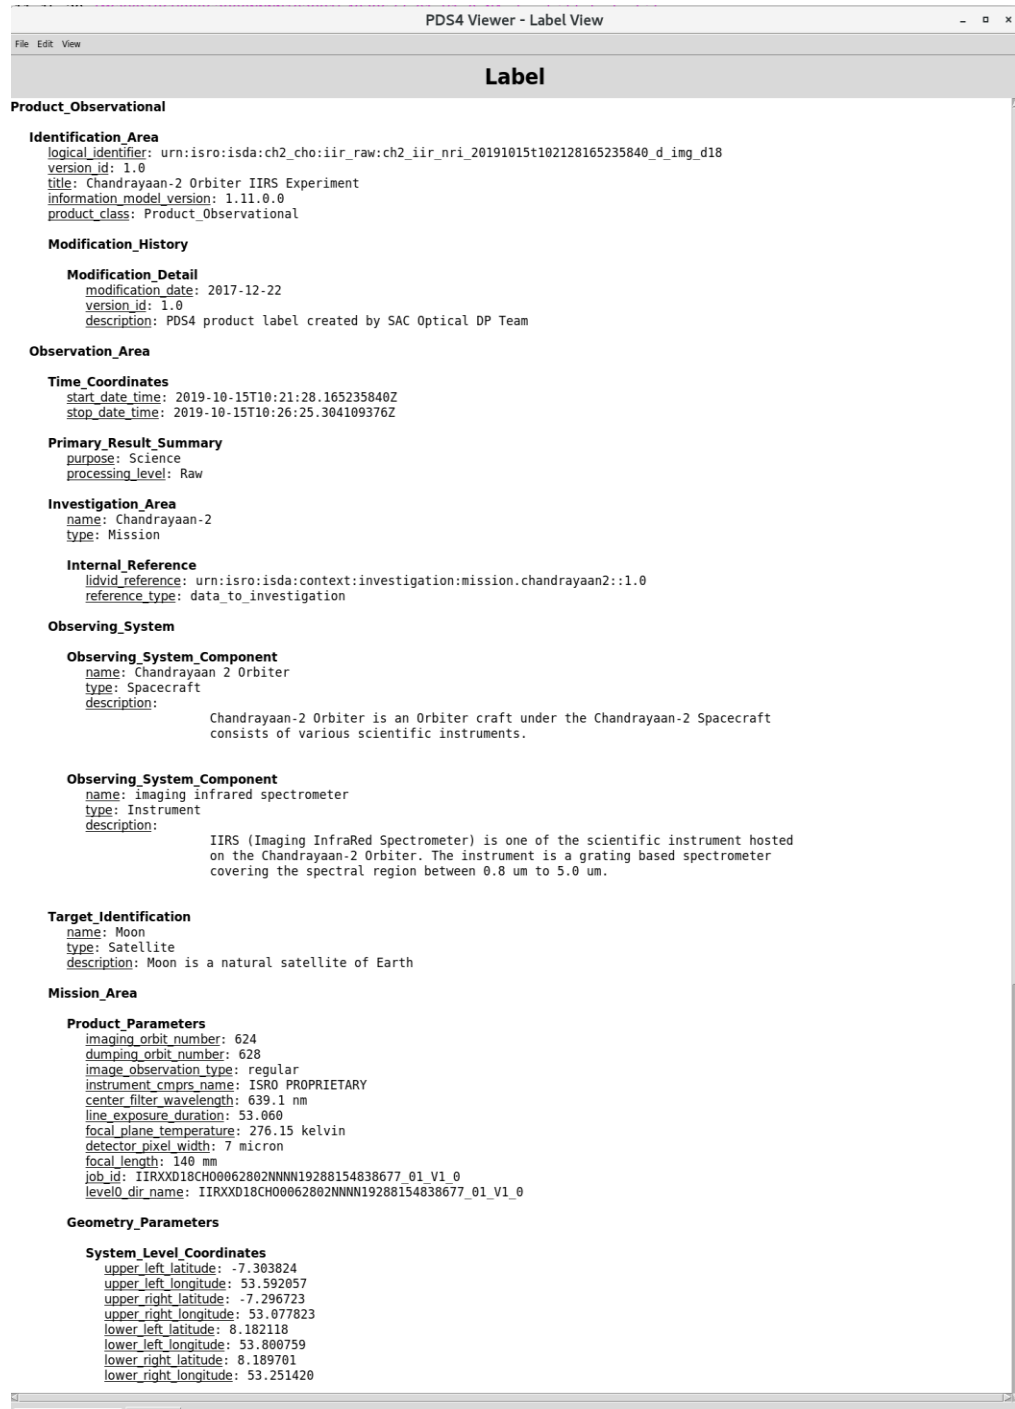 PDS4 Viewer - Label View
File Edit View
Label
Product_Observational
Identification_Area
logical_identifier: urn:isro:isda:ch2_cho:iir_raw:ch2_iir_nri_20191015t102128165235840_d_img_d18
version_id: 1.0
title: Chandrayaan-2 Orbiter IIRS Experiment
information_model_version: 1.11.0.0
product_class: Product_Observational
Modification_History
Modification_Detail
modification_date: 2017-12-22
version_id: 1.0
description: PDS4 product label created by SAC Optical DP Team
Observation_Area
Time_Coordinates
start_date_time: 2019-10-15T10:21:28.165235840Z
stop_date_time: 2019-10-15T10:26:25.304109376Z
Primary_Result_Summary
purpose: Science
processing_level: Raw
Investigation_Area
name: Chandrayaan-2
type: Mission
Internal_Reference
lidvid_reference: urn:isro:isda:context:investigation:mission.chandrayaan2::1.0
reference_type: data_to_investigation
Observing_System
Observing_System_Component
name: Chandrayaan 2 Orbiter
type: Spacecraft
description:
Chandrayaan-2 Orbiter is an Orbiter craft under the Chandrayaan-2 Spacecraft
consists of various scientific instruments.
Observing_System_Component
name: imaging infrared spectrometer
type: Instrument
description:
IIRS (Imaging InfraRed Spectrometer) is one of the scientific instrument hosted
on the Chandrayaan-2 Orbiter. The instrument is a grating based spectrometer
covering the spectral region between 0.8 um to 5.0 um.
Target_Identification
name: Moon
type: Satellite
description: Moon is a natural satellite of Earth
Mission_Area
Product_Parameters
imaging_orbit_number: 624
dumping_orbit_number: 628
image_observation_type: regular
instrument_cmprs_name: ISRO PROPRIETARY
center_filter_wavelength: 639.1 nm
line_exposure_duration: 53.060
focal_plane_temperature: 276.15 kelvin
detector_pixel_width: 7 micron
focal_length: 140 mm
job_id: IIRXXD18CHO0062802NNNN19288154838677_01_V1_0
level0_dir_name: IIRXXD18CHO0062802NNNN19288154838677_01_V1_0
Geometry_Parameters
System_Level_Coordinates
upper_left_latitude: -7.303824
upper_left_longitude: 53.592057
upper_right_latitude: -7.296723
upper_right_longitude: 53.077823
lower_left_latitude: 8.182118
lower_left_longitude: 53.800759
lower_right_latitude: 8.189701
lower_right_longitude: 53.251420